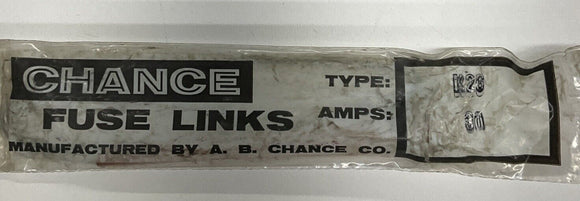 CHANCE
FUSE LINKS
MANUFACTURED BY A. B. CHANCE CO.
TYPE:
AMPS: